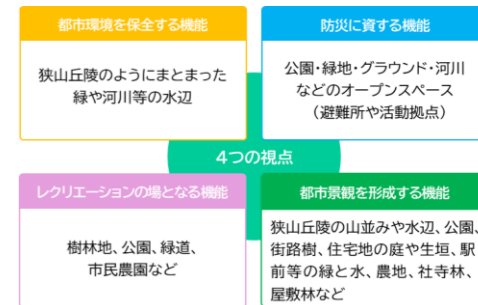 都市環境を保全する機能
狭山丘陵のようにまとまった
緑や河川等の水辺
防災に資する機能
公園・緑地・グラウンド・河川
などのオープンスペース
（避難所や活動拠点）
4つの視点
レクリエーションの場となる機能
樹林地、公園、緑道、
市民農園など
都市景観を形成する機能
狭山丘陵の山並みや水辺、公園、
街路樹、住宅地の庭や生垣、駅
前等の緑と水、農地、社寺林、
屋敷林など